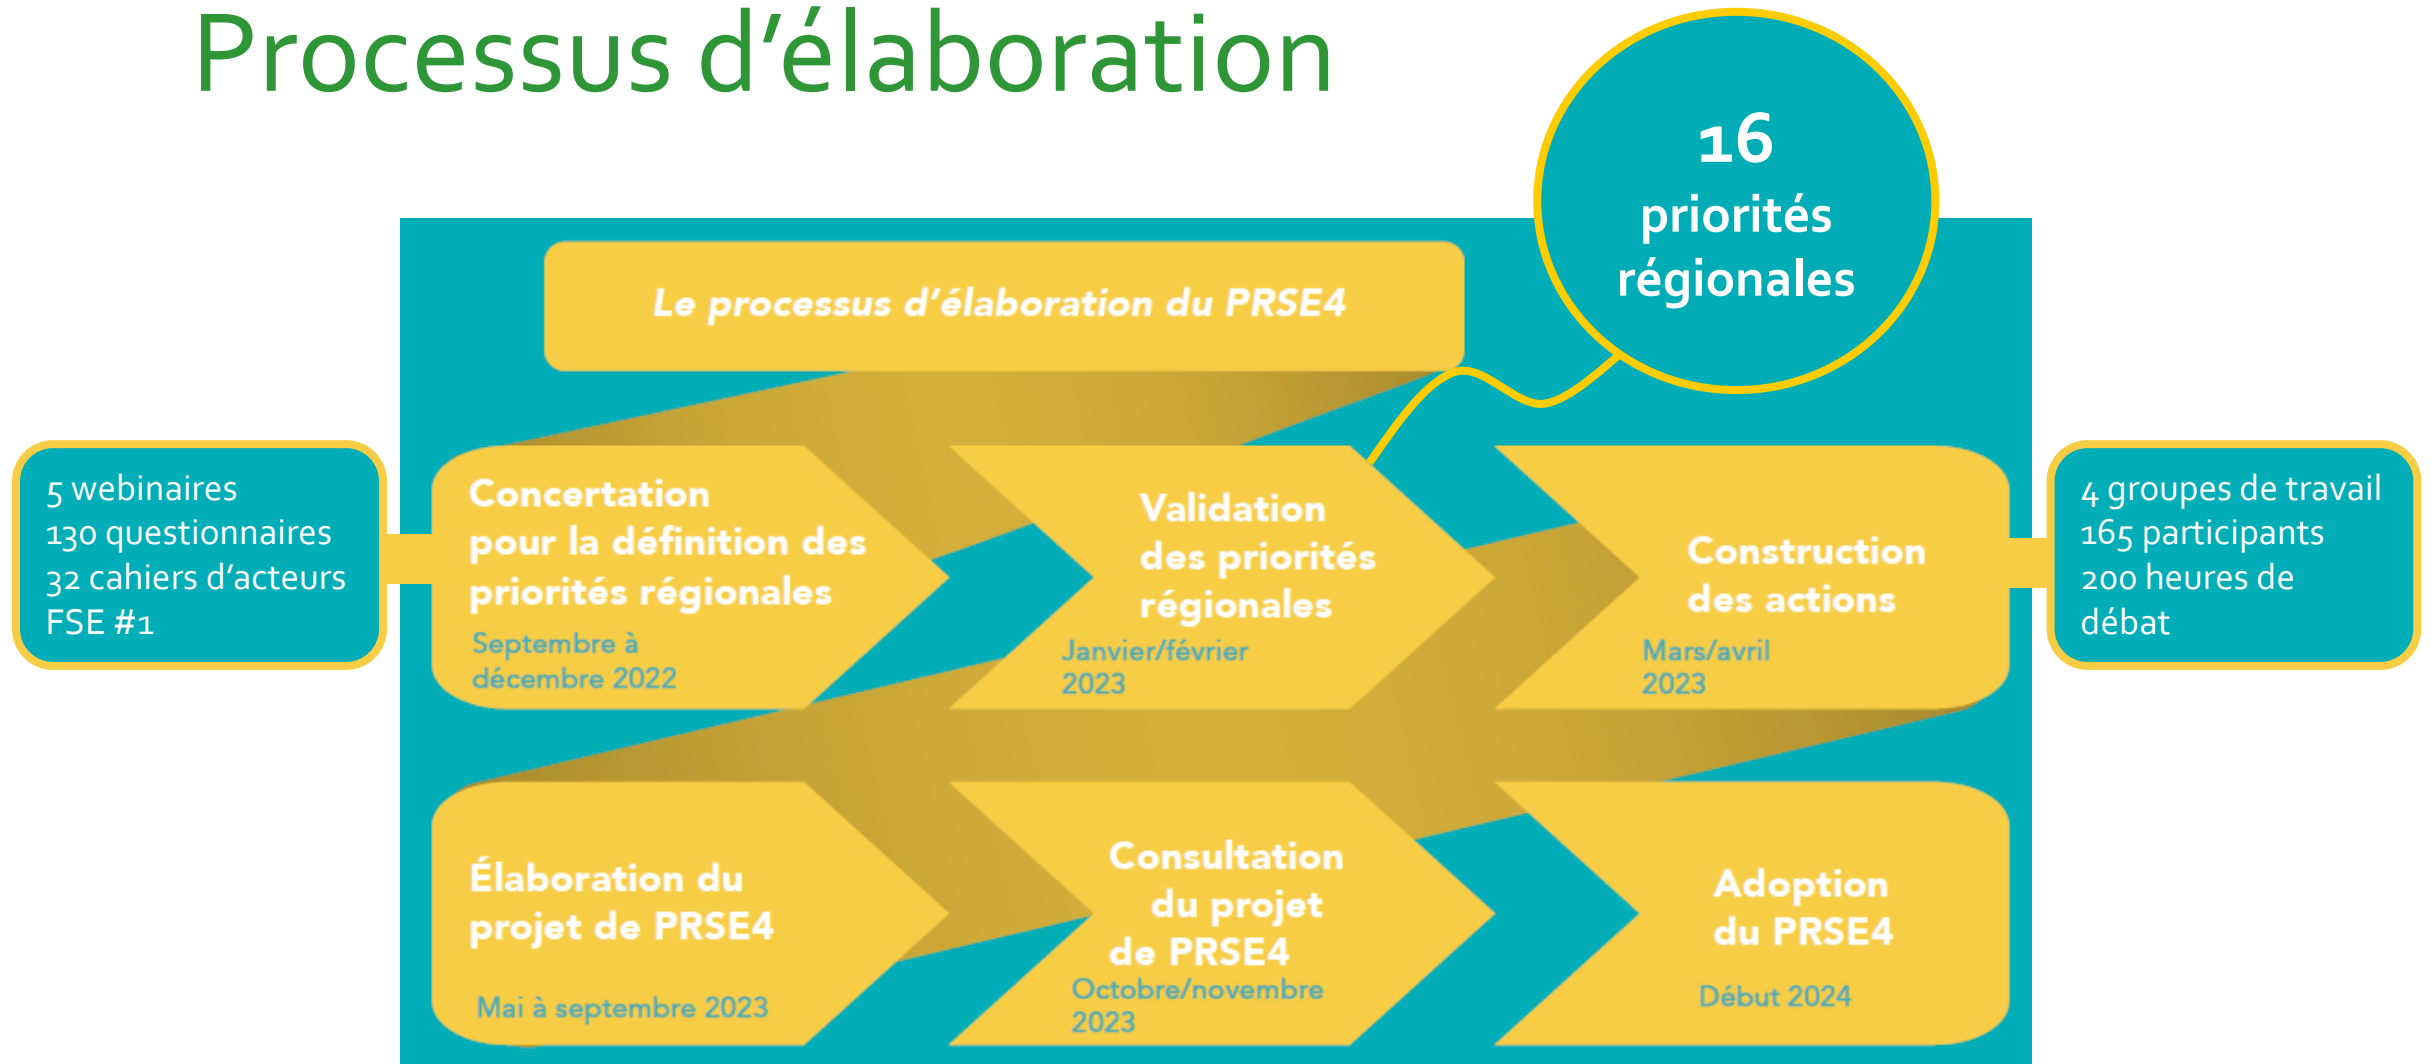 Processus d'élaboration
16
priorités
régionales
Le processus d'élaboration du PRSE4
5 webinaires
130 questionnaires
32 cahiers d'acteurs
FSE #1
Concertation
pour la définition des
priorités régionales
Septembre à
décembre 2022
Validation
des priorités
régionales
Janvier/février
2023
Construction
des actions
Mars/avril
2023
4 groupes de travail
165 participants
200 heures de
débat
Élaboration du
projet de PRSE4
Mai à septembre 2023
Consultation
du projet
de PRSE4
Octobre/novembre
2023
Adoption
du PRSE4
Début 2024